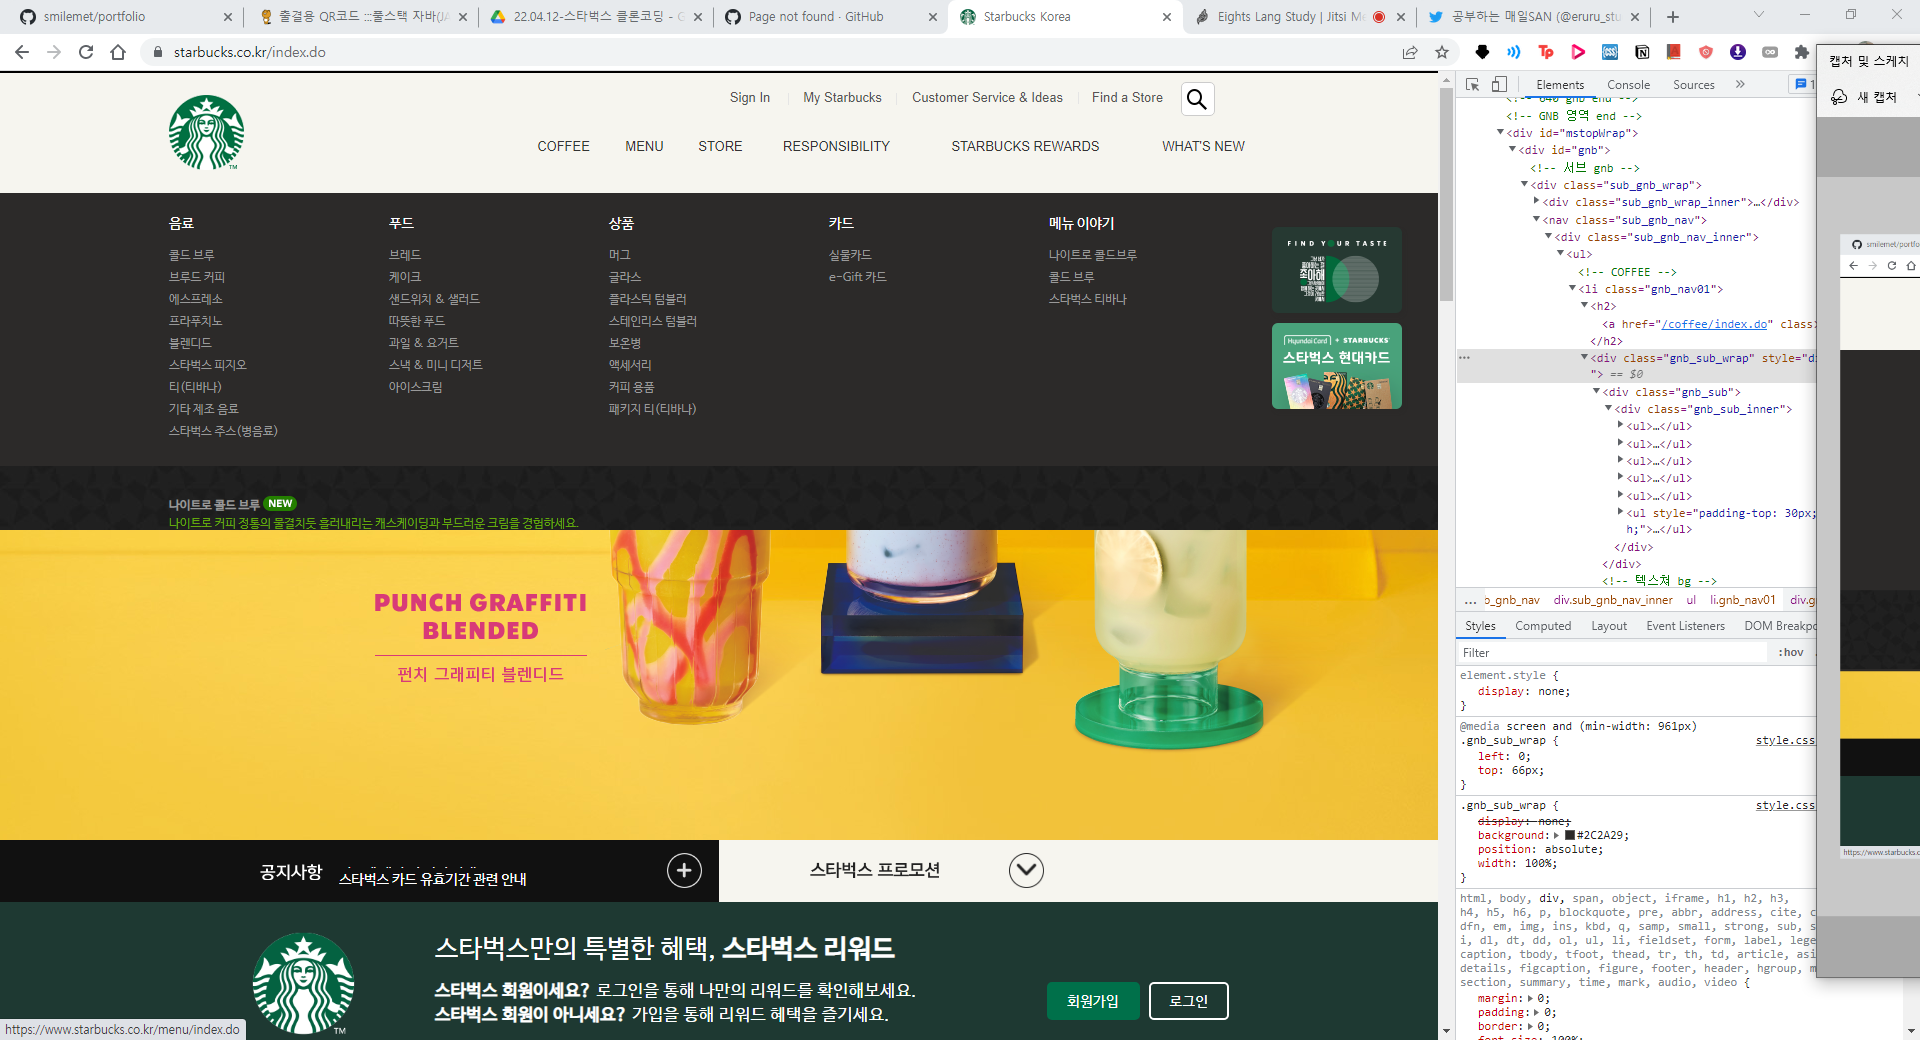 smilemet/portfolio
출결용 QR코드 :::풀스택 자바(JA
22.04.12-스타벅스 클론코딩 - G
Page not found · GitHub
Starbucks Korea
Eights Lang Study | Jitsi Me
공부하는 매일SAN (@eruru_stu
starbucks.co.kr/index.do
Sign In
My Starbucks
Customer Service & Ideas
Find a Store
COFFEE
MENU
STORE
RESPONSIBILITY
STARBUCKS REWARDS
WHAT'S NEW
음료
콜드 브루
브루드 커피
에스프레소
프라푸치노
블렌디드
스타벅스 피지오
티(티바나)
기타 제조 음료
스타벅스 주스(병음료)
푸드
브레드
케이크
샌드위치 & 샐러드
따뜻한 푸드
과일 & 요거트
스낵 & 미니 디저트
아이스크림
상품
머그
글라스
플라스틱 텀블러
스테인리스 텀블러
보온병
액세서리
커피 용품
패키지 티(티바나)
카드
실물카드
e-Gift 카드
메뉴 이야기
나이트로 콜드브루
콜드 브루
스타벅스 티바나
FIND YOUR TASTE
좋아해
Hyundai Card + STARBUCKS
스타벅스 현대카드
나이트로 콜드 브루 NEW
나이트로 커피 정통의 물결치듯 흘러내리는 캐스케이딩과 부드러운 크림을 경험하세요.
PUNCH GRAFFITI
BLENDED
펀치 그래피티 블렌디드
공지사항
스타벅스 카드 유효기간 관련 안내
스타벅스 프로모션
스타벅스만의 특별한 혜택, 스타벅스 리워드
스타벅스 회원이세요? 로그인을 통해 나만의 리워드를 확인해보세요.
스타벅스 회원이 아니세요? 가입을 통해 리워드 혜택을 즐기세요.
회원가입
로그인
TM
https://www.starbucks.co.kr/menu/index.do
Elements
Console
Sources
1
<!-- 640 gnb end -->
<!-- GNB 영역 end -->
<div id="mstopWrap">
<div id="gnb">
<!-- 서브 gnb -->
<div class="sub_gnb_wrap">
<div class="sub_gnb_wrap_inner">…</div>
<nav class="sub_gnb_nav">
<div class="sub_gnb_nav_inner">
<ul>
<!-- COFFEE -->
<li class="gnb_nav01">
<h2>
<a href="/coffee/index.do" class
</h2>
<div class="gnb_sub_wrap" style="d
"> == $0
<div class="gnb_sub">
<div class="gnb_sub_inner">
<ul>…</ul>
<ul>…</ul>
<ul>…</ul>
<ul>…</ul>
<ul>…</ul>
<ul style="padding-top: 30px;
h;">…</ul>
</div>
</div>
<!-- 텍스쳐 bg -->
... b_gnb_nav div.sub_gnb_nav_inner ul li.gnb_nav01 div.g
Styles
Computed
Layout
Event Listeners
DOM Breakpo
Filter
:hov
element.style {
display: none;
}
@media screen and (min-width: 961px)
.gnb_sub_wrap {
style.css
left: 0;
top: 66px;
}
.gnb_sub_wrap {
style.css
display: none;
background: #2C2A29;
position: absolute;
width: 100%;
}
html, body, div, span, object, iframe, h1, h2, h3,
h4, h5, h6, p, blockquote, pre, abbr, address, cite, c
dfn, em, img, ins, kbd, q, samp, small, strong, sub, s
i, dl, dt, dd, ol, ul, li, fieldset, form, label, lege
caption, tbody, tfoot, thead, tr, th, td, article, asi
details, figcaption, figure, footer, header, hgroup, m
section, summary, time, mark, audio, video {
margin: 0;
padding: 0;
border: 0;
font-size: 100%;
캡처 및 스케치
새 캡처
smilemet/portfo
https://www.starbucks.c